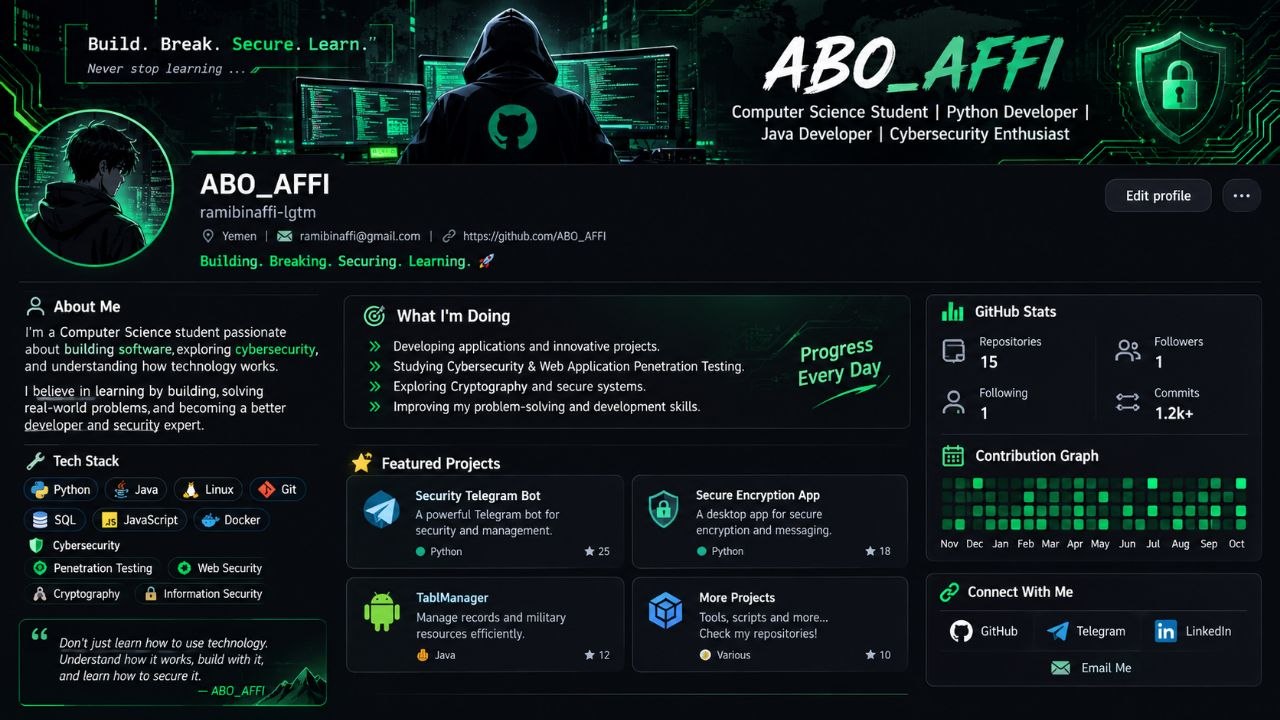 Build. Break. Secure. Learn."
Never stop learning ...
ABO_AFFI
Computer Science Student | Python Developer |
Java Developer | Cybersecurity Enthusiast
ABO_AFFI
ramibinaffi-lgtm
Yemen | ramibinaffi@gmail.com | https://github.com/ABO_AFFI
Building. Breaking. Securing. Learning.
Edit profile
About Me
I'm a Computer Science student passionate
about building software, exploring cybersecurity,
and understanding how technology works.
I believe in learning by building, solving
real-world problems, and becoming a better
developer and security expert.
Tech Stack
Python
Java
Linux
Git
SQL
JS
JavaScript
Docker
Cybersecurity
Penetration Testing
Web Security
Cryptography
Information Security
Don't just learn how to use technology.
Understand how it works, build with it,
and learn how to secure it.
— ABO_AFFI
What I'm Doing
Developing applications and innovative projects.
Studying Cybersecurity & Web Application Penetration Testing.
Exploring Cryptography and secure systems.
Improving my problem-solving and development skills.
Progress
Every Day
Featured Projects
Security Telegram Bot
A powerful Telegram bot for
security and management.
Python
25
Secure Encryption App
A desktop app for secure
encryption and messaging.
Python
18
TablManager
Manage records and military
resources efficiently.
Java
12
More Projects
Tools, scripts and more...
Check my repositories!
Various
10
GitHub Stats
Repositories
15
Followers
1
Following
1
Commits
1.2k+
Contribution Graph
Nov Dec Jan Feb Mar Apr May Jun Jul Aug Sep Oct
Connect With Me
GitHub
Telegram
in
LinkedIn
Email Me